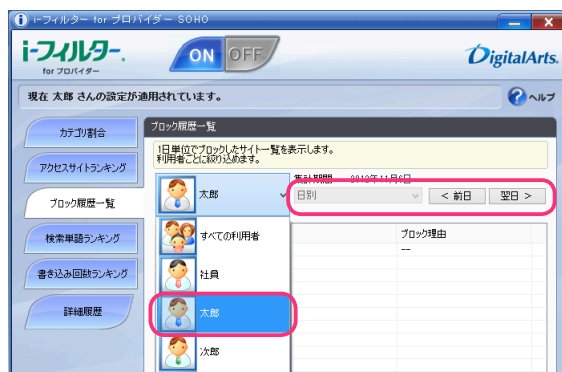 i-フィルター for プロバイダー SOHO
i-フィルター®
for プロバイダー
ON OFF
DigitalArts.
現在 太郎 さんの設定が適用されています。
ヘルプ
カテゴリ割合
アクセスサイトランキング
ブロック履歴一覧
検索単語ランキング
書き込み回数ランキング
詳細履歴
ブロック履歴一覧
1日単位でブロックしたサイト一覧を表示します。
利用者ごとに絞り込めます。
太郎
集計期間
日別
< 前日
翌日 >
すべての利用者
社員
太郎
次郎
ブロック理由
--